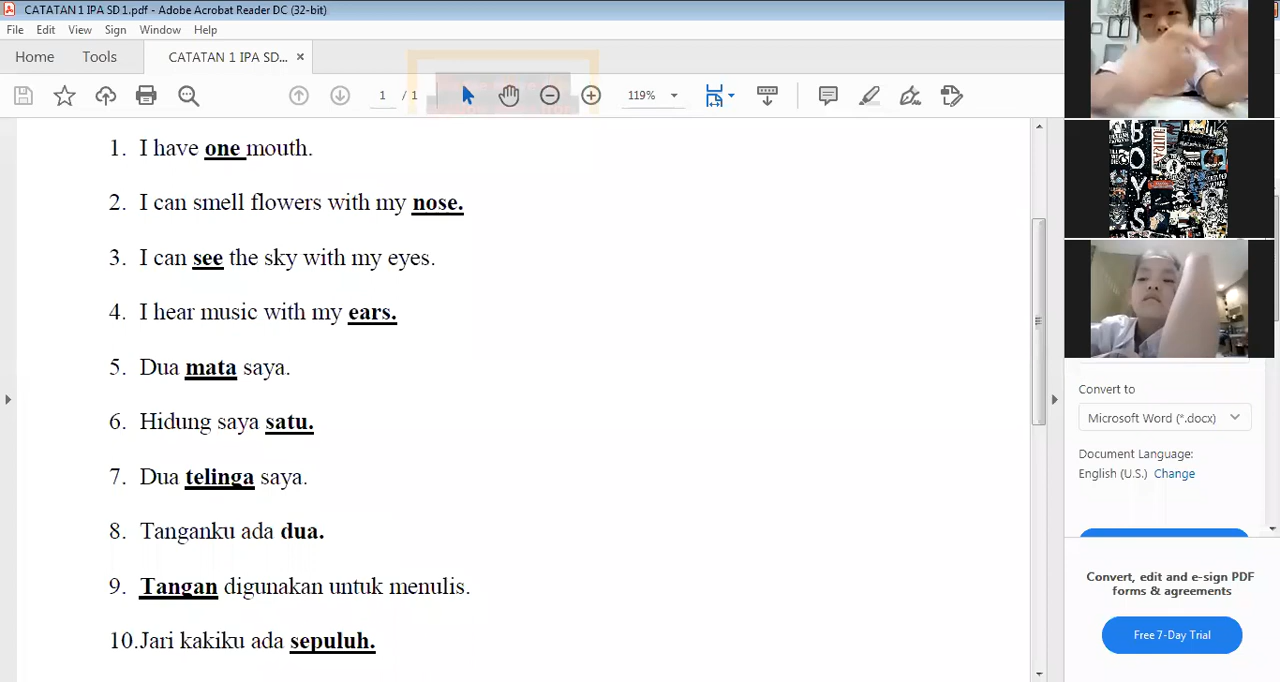 CATATAN 1 IPA SD 1.pdf - Adobe Acrobat Reader DC (32-bit)
File Edit View Sign Window Help
Home Tools CATATAN 1 IPA SD... ×
1 / 1 119%
1. I have one mouth.
2. I can smell flowers with my nose.
3. I can see the sky with my eyes.
4. I hear music with my ears.
5. Dua mata saya.
6. Hidung saya satu.
7. Dua telinga saya.
8. Tanganku ada dua.
9. Tangan digunakan untuk menulis.
10. Jari kakiku ada sepuluh.
BOYS
ULTRA
Convert to
Microsoft Word (*.docx)
Document Language:
English (U.S.) Change
Convert, edit and e-sign PDF
forms & agreements
Free 7-Day Trial